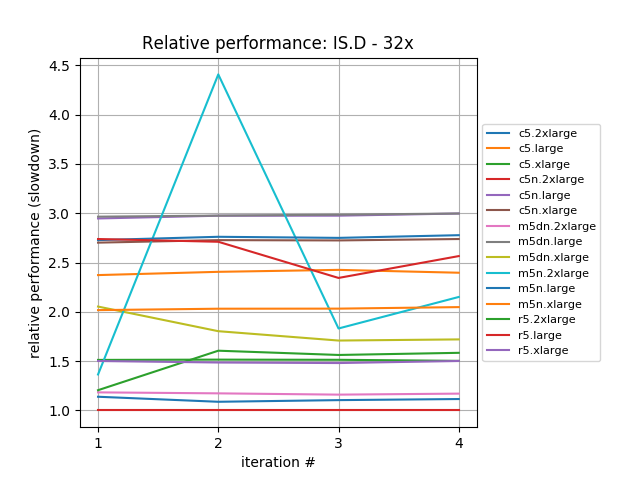 Relative performance: IS.D - 32x
relative performance (slowdown)
4.5
4.0
3.5
3.0
2.5
2.0
1.5
1.0
1 2 3 4
iteration #
c5.2xlarge
c5.large
c5.xlarge
c5n.2xlarge
c5n.large
c5n.xlarge
m5dn.2xlarge
m5dn.large
m5dn.xlarge
m5n.2xlarge
m5n.large
m5n.xlarge
r5.2xlarge
r5.large
r5.xlarge